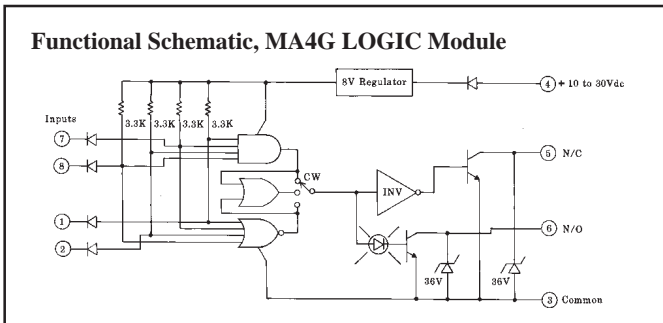 Functional Schematic, MA4G LOGIC Module
8V Regulator
4 + 10 to 30Vdc
Inputs
3.3K 3.3K 3.3K 3.3K
7
8
CW
5 N/C
INV
1
2
6 N/O
36V 36V
3 Common